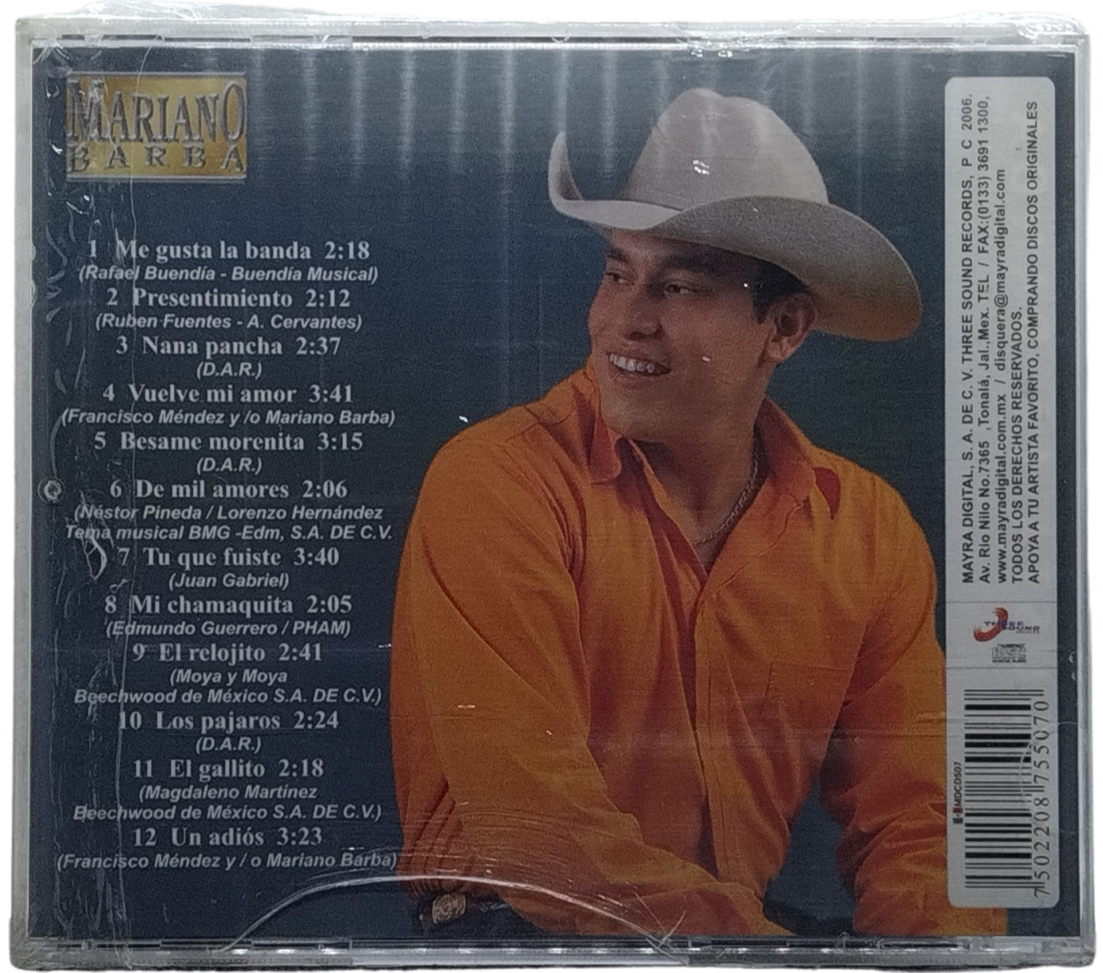 MARIANO
BARBA
1 Me gusta la banda 2:18
(Rafael Buendía - Buendía Musical)
2 Presentimiento 2:12
(Ruben Fuentes - A. Cervantes)
3 Nana pancha 2:37
(D.A.R.)
4 Vuelve mi amor 3:41
(Francisco Méndez y /o Mariano Barba)
5 Besame morenita 3:15
(D.A.R.)
6 De mil amores 2:06
(Néstor Pineda / Lorenzo Hernández
Tema musical BMG -Edm, S.A. DE C.V.
7 Tu que fuiste 3:40
(Juan Gabriel)
8 Mi chamaquita 2:05
(Edmundo Guerrero / PHAM)
9 El relojito 2:41
(Moya y Moya
Beechwood de México S.A. DE C.V.)
10 Los pajaros 2:24
(D.A.R.)
11 El gallito 2:18
(Magdaleno Martínez
Beechwood de México S.A. DE C.V.)
12 Un adiós 3:23
(Francisco Méndez y / o Mariano Barba)
MAYRA DIGITAL, S.A. DE C. V. THREE SOUND RECORDS, P C 2006.
Av. Río Nilo No.7365 ,Tonalá, Jal.,Mex. TEL / FAX:(0133) 3691 1300,
www.mayradigital.com.mx / disquera@mayradigital.com
TODOS LOS DERECHOS RESERVADOS.
APOYA A TU ARTISTA FAVORITO, COMPRANDO DISCOS ORIGINALES
THREE
SOUND
MDCD507
7 502208 755070